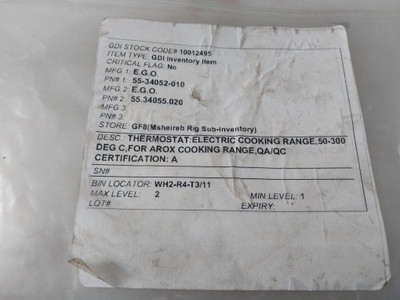 GDI STOCK CODE# 10012495
ITEM TYPE: GDI Inventory Item
CRITICAL FLAG: No
MFG 1: E.G.O.
PN# 1: 55-34052-010
MFG 2: E.G.O.
PN# 2: 55.34055.020
MFG 3:
PN# 3:
STORE: GF8(Msheireb Rig Sub-Inventory)
DESC: THERMOSTAT:ELECTRIC COOKING RANGE,50-300
DEG C,FOR AROX COOKING RANGE,QA/QC
CERTIFICATION: A
SN#
BIN LOCATOR: WH2-R4-T3/11
MAX LEVEL: 2 MIN LEVEL: 1
LOT# EXPIRY: